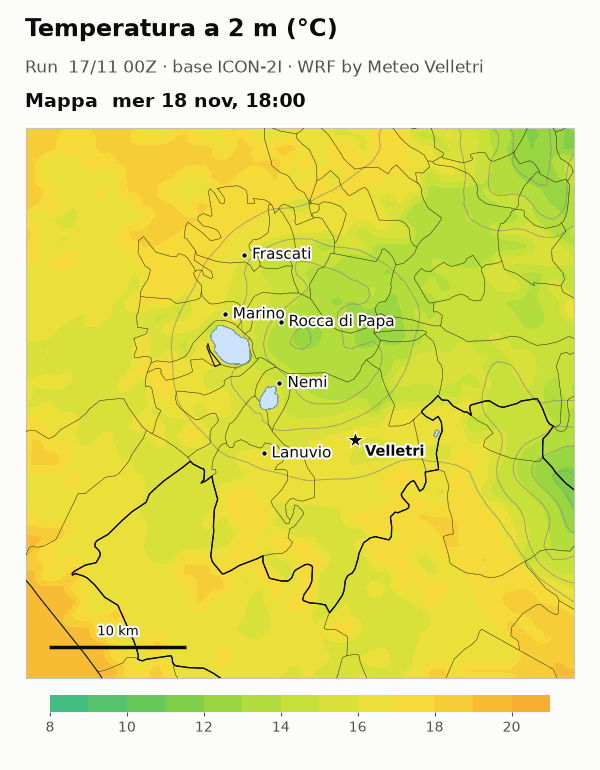 Temperatura a 2 m (°C)
Run  17/11 00Z · base ICON-2I · WRF by Meteo Velletri
Mappa  mer 18 nov, 18:00
Frascati
Marino
Rocca di Papa
Nemi
Velletri
Lanuvio
10 km
8 10 12 14 16 18 20